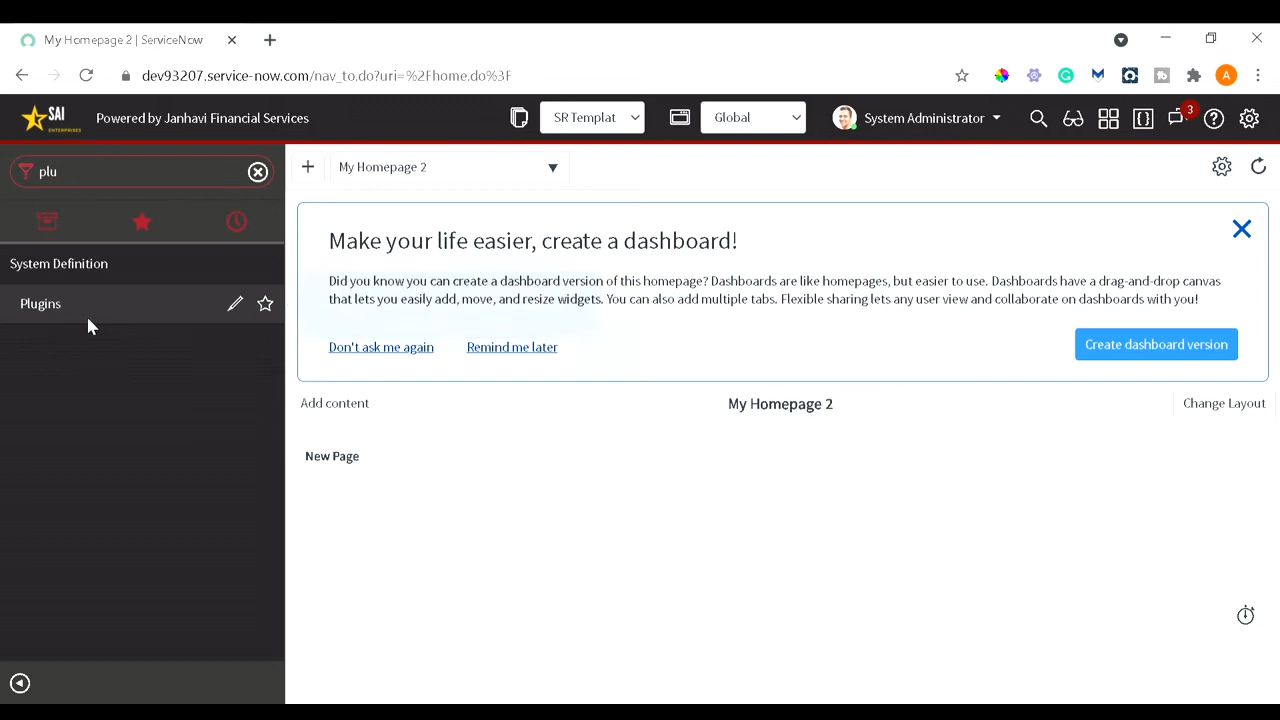 My Homepage 2 | ServiceNow
dev93207.service-now.com/nav_to.do?uri=%2Fhome.do%3F
A
SAI
ENTERPRISES
Powered by Janhavi Financial Services
SR Templat
Global
System Administrator
3
plu
My Homepage 2
System Definition
Plugins
Make your life easier, create a dashboard!
Did you know you can create a dashboard version of this homepage? Dashboards are like homepages, but easier to use. Dashboards have a drag-and-drop canvas
that lets you easily add, move, and resize widgets. You can also add multiple tabs. Flexible sharing lets any user view and collaborate on dashboards with you!
Don't ask me again
Remind me later
Create dashboard version
Add content
My Homepage 2
Change Layout
New Page